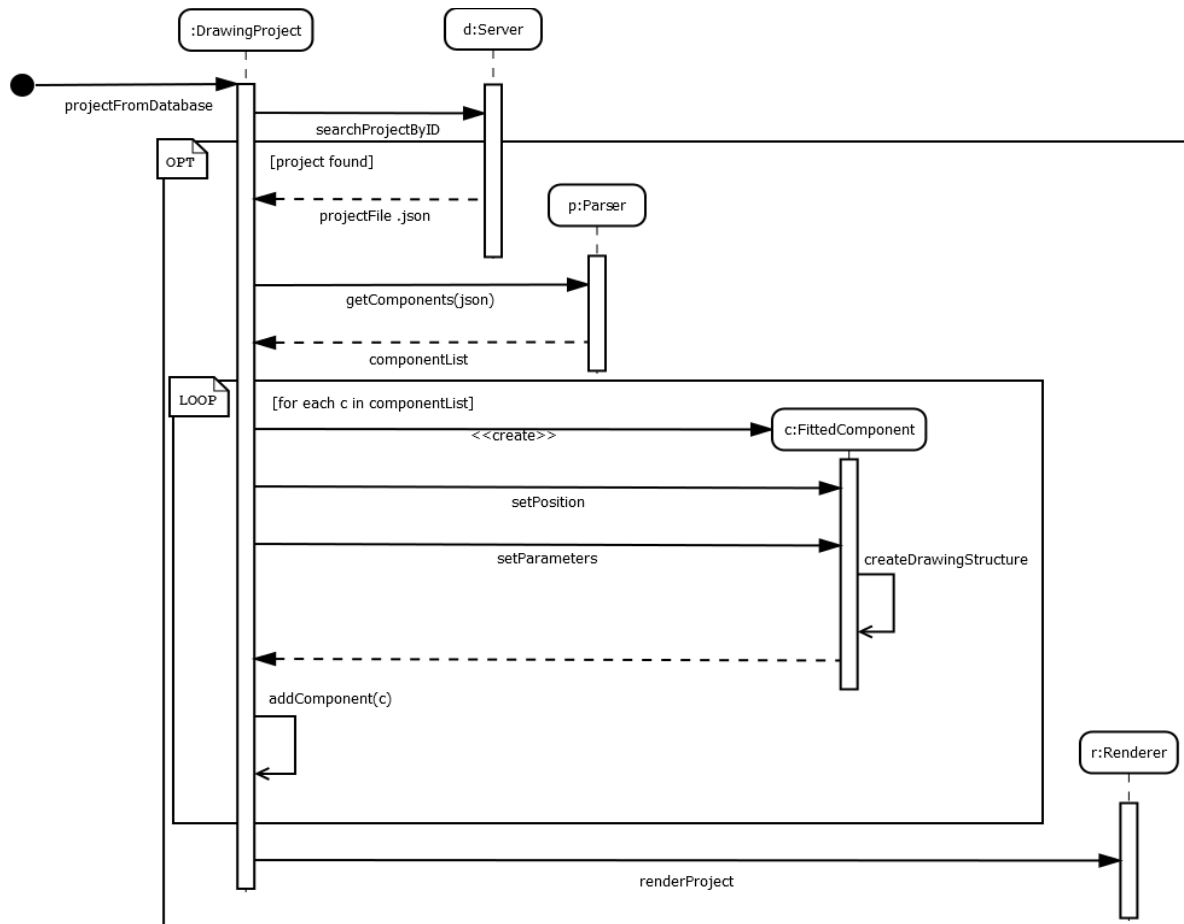 :DrawingProject
d:Server
projectFromDatabase
searchProjectByID
OPT
[project found]
projectFile .json
p:Parser
getComponents(json)
componentList
LOOP
[for each c in componentList]
<<create>>
c:FittedComponent
setPosition
setParameters
createDrawingStructure
addComponent(c)
r:Renderer
renderProject